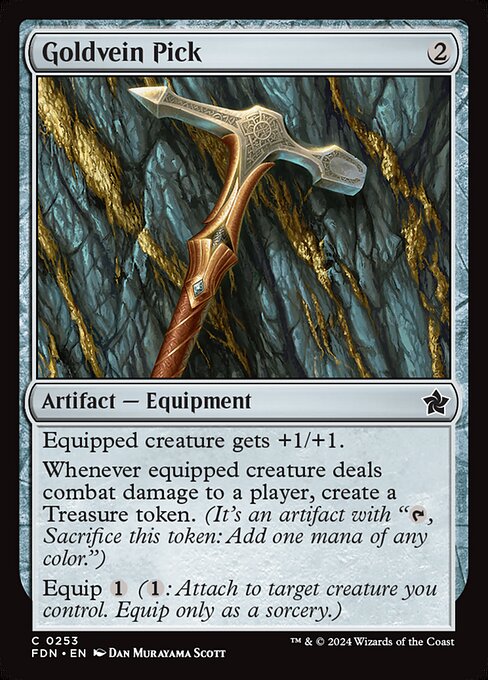 Goldvein Pick 2
Artifact — Equipment
Equipped creature gets +1/+1.
Whenever equipped creature deals
combat damage to a player, create a
Treasure token. (It's an artifact with “,
Sacrifice this token: Add one mana of any
color.”)
Equip 1 (1: Attach to target creature you
control. Equip only as a sorcery.)
C 0253
FDN • EN Dan Murayama Scott
™ & © 2024 Wizards of the Coast